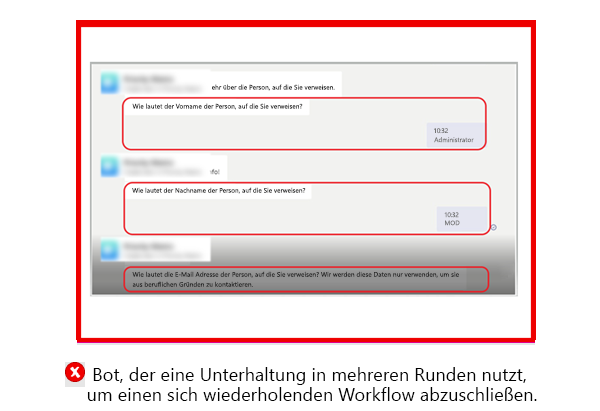 ehr über die Person, auf die Sie verweisen.
Wie lautet der Vorname der Person, auf die Sie verweisen?
10:32
Administrator
Wie lautet der Nachname der Person, auf die Sie verweisen?
10:32
MOD
Wie lautet die E-Mail Adresse der Person, auf die Sie verweisen? Wir werden diese Daten nur verwenden, um sie
aus beruflichen Gründen zu kontaktieren.
Bot, der eine Unterhaltung in mehreren Runden nutzt,
um einen sich wiederholenden Workflow abzuschließen.